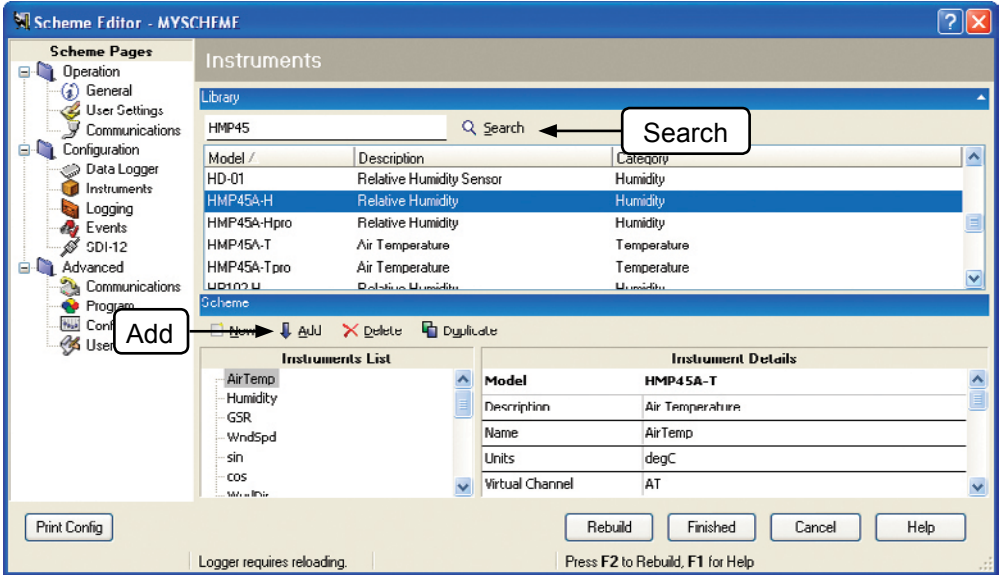 Scheme Editor - MYSCHEME
Scheme Pages
Operation
General
User Settings
Communications
Configuration
Data Logger
Instruments
Logging
Events
SDI-12
Advanced
Communications
Program
Conf
User
Instruments
Library
HMP45
Search
Search
Model
Description
Category
HD-01 Relative Humidity Sensor Humidity
HMP45A-H Relative Humidity Humidity
HMP45A-Hpro Relative Humidity Humidity
HMP45A-T Air Temperature Temperature
HMP45A-Tpro Air Temperature Temperature
HP102 H Relative Humidity Humidity
Scheme
Add
New Add Delete Duplicate
Instruments List
AirTemp
Humidity
GSR
WndSpd
sin
cos
WndDir
Instrument Details
Model HMP45A-T
Description Air Temperature
Name AirTemp
Units degC
Virtual Channel AT
Print Config
Rebuild
Finished
Cancel
Help
Logger requires reloading.
Press F2 to Rebuild, F1 for Help